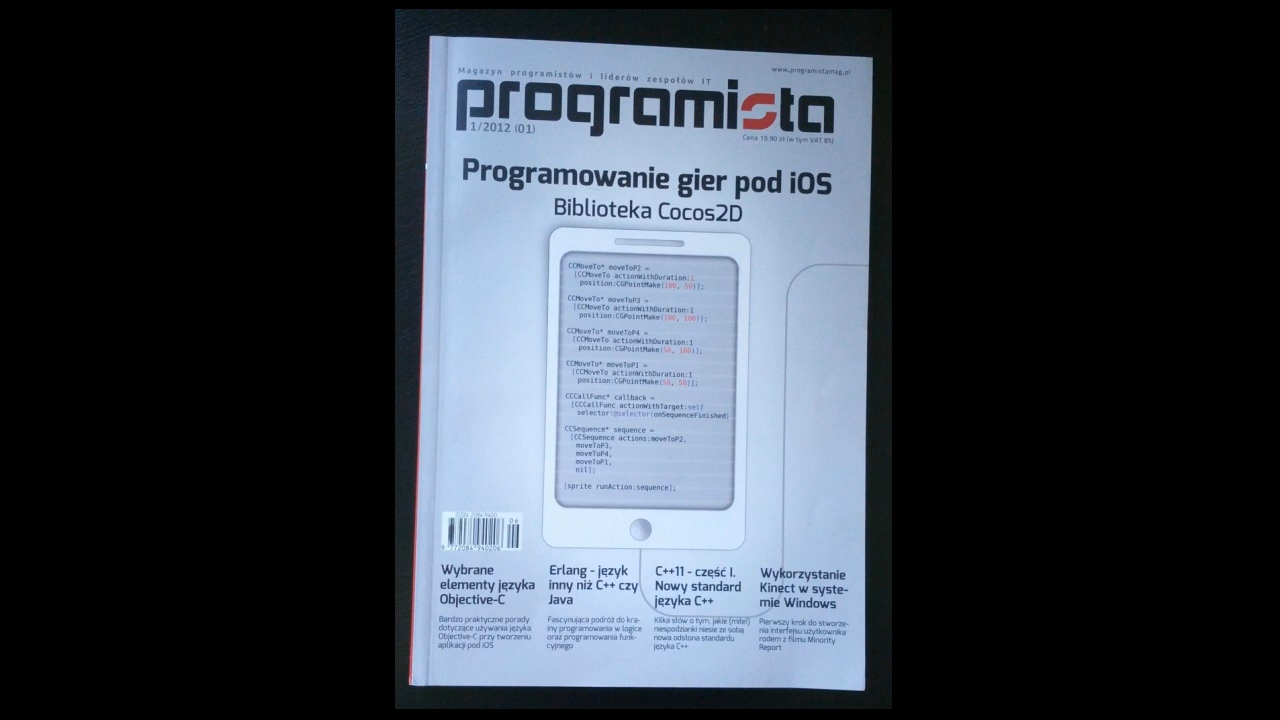 www.programistamag.pl
Magazyn programistów i liderów zespołów IT
programista
1/2012 (01)
Cena 19.90 zł (w tym VAT 8%)
Programowanie gier pod iOS
Biblioteka Cocos2D
CCMoveTo* moveToP2 =
[CCMoveTo actionWithDuration:1
position:CGPointMake(100, 50)];
CCMoveTo* moveToP3 =
[CCMoveTo actionWithDuration:1
position:CGPointMake(100, 100)];
CCMoveTo* moveToP4 =
[CCMoveTo actionWithDuration:1
position:CGPointMake(50, 100)];
CCMoveTo* moveToP1 =
[CCMoveTo actionWithDuration:1
position:CGPointMake(50, 50)];
CCCallFunc* callback =
[CCCallFunc actionWithTarget:self
selector:@selector(onSequenceFinished)
CCSequence* sequence =
[CCSequence actions:moveToP2,
moveToP3,
moveToP4,
moveToP1,
nil];
[sprite runAction:sequence];
ISSN 2084-9400
06
9 772084 940206
Wybrane
elementy języka
Objective-C
Bardzo praktyczne porady
dotyczące używania języka
Objective-C przy tworzeniu
aplikacji pod iOS
Erlang - język
inny niż C++ czy
Java
Fascynująca podróż do kra-
iny programowania w logice
oraz programowania funk-
cyjnego
C++11 - część I.
Nowy standard
języka C++
Kilka słów o tym, jakie (miłe!)
niespodzianki niesie ze sobą
nowa odsłona standardu
języka C++
Wykorzystanie
Kinect w syste-
mie Windows
Pierwszy krok do stworze-
nia interfejsu użytkownika
rodem z filmu Minority
Report